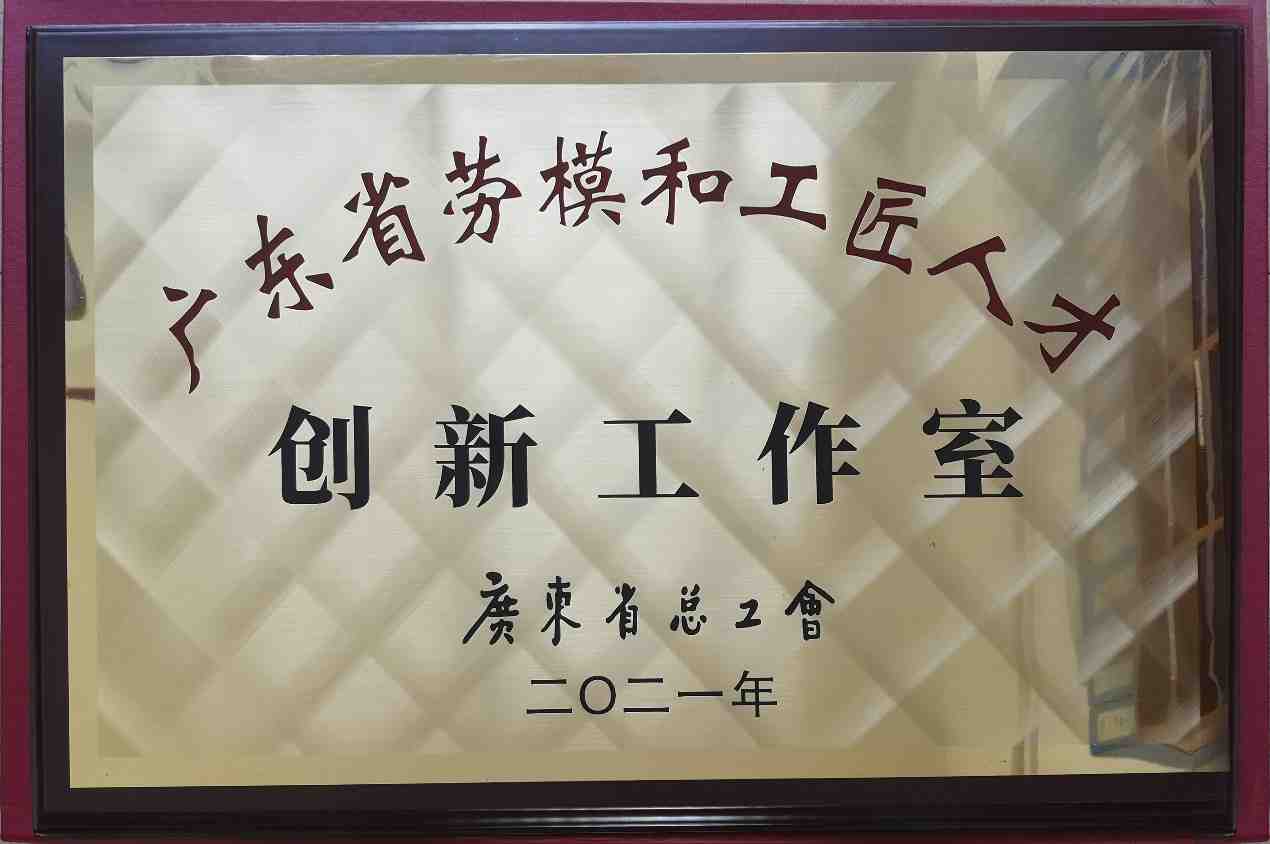 广东省劳模和工匠人才
创新工作室
廣東省总工會
二〇二一年